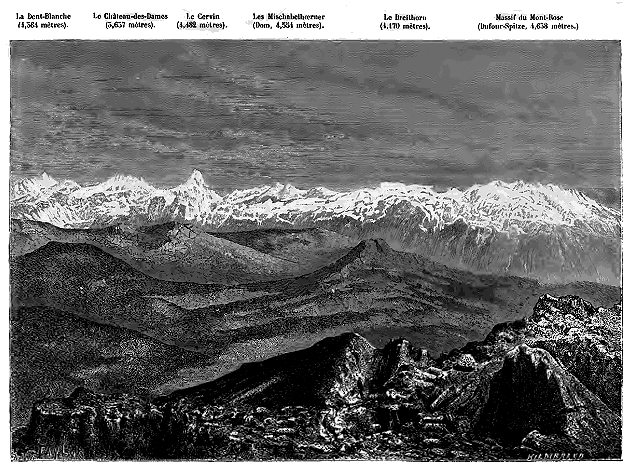 La Dent-Blanche
(4,364 mètres).
Le Château-des-Dames
(3,657 mètres).
Le Cervin
(4,482 mètres).
Les Mischabelhœrner
(Dom, 4,554 mètres).
Le Breithorn
(4,170 mètres).
Massif du Mont-Rose
(Dufour-Spitze, 4,638 mètres.)